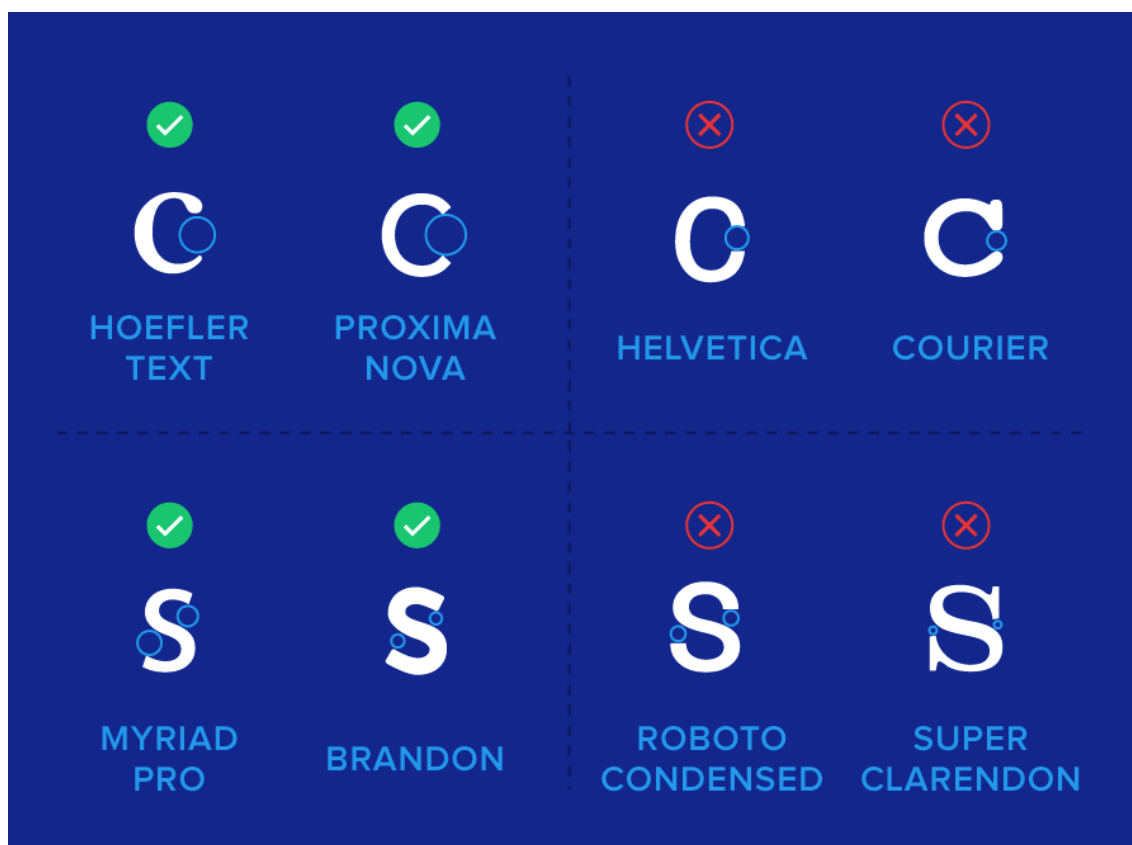 C
C
C
C
HOEFLER
TEXT
PROXIMA
NOVA
HELVETICA
COURIER
S
S
S
S
MYRIAD
PRO
BRANDON
ROBOTO
CONDENSED
SUPER
CLARENDON